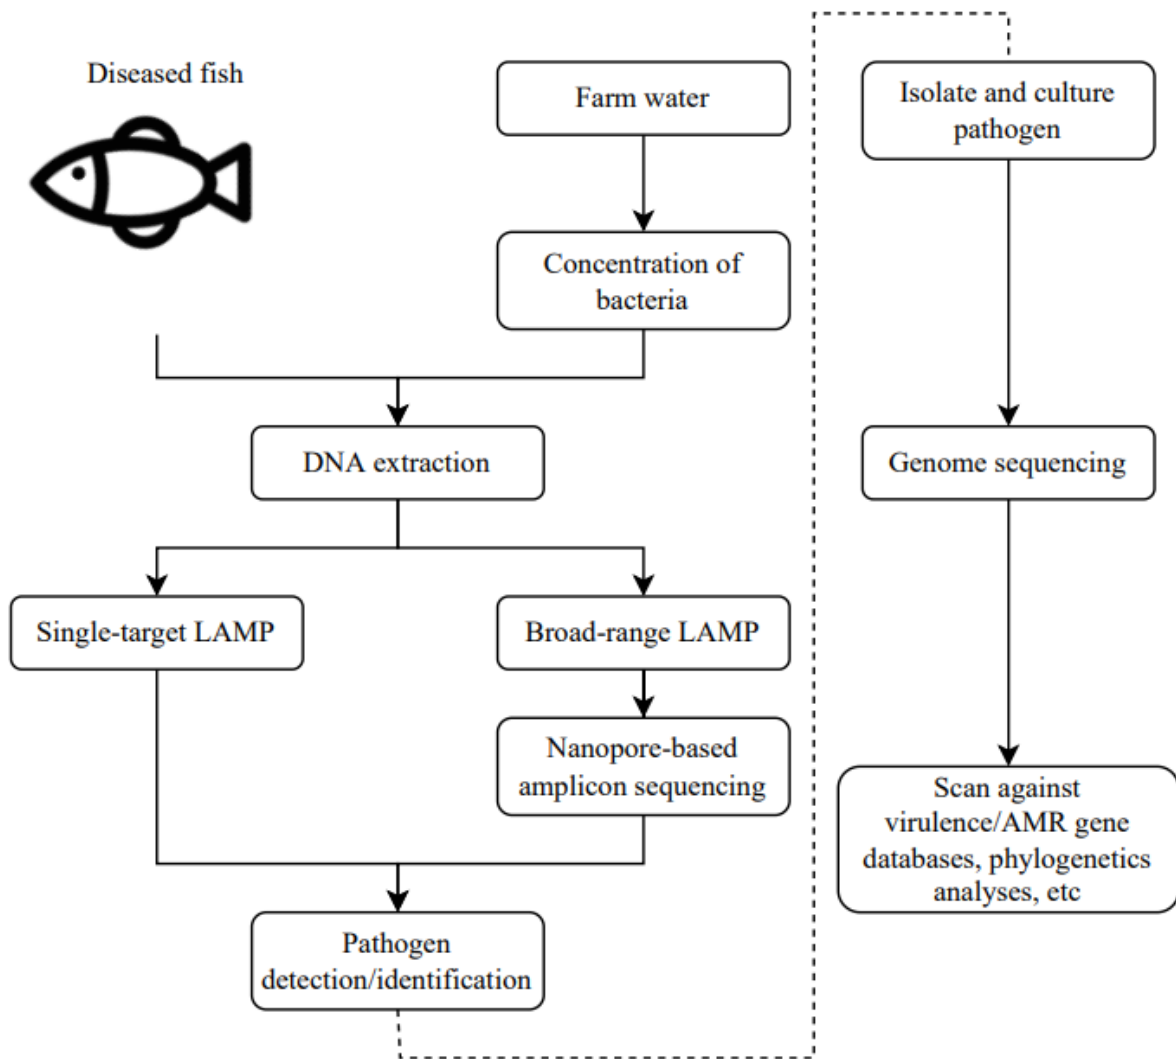 Diseased fish
Farm water
Concentration of
bacteria
DNA extraction
Single-target LAMP
Broad-range LAMP
Nanopore-based
amplicon sequencing
Pathogen
detection/identification
Isolate and culture
pathogen
Genome sequencing
Scan against
virulence/AMR gene
databases, phylogenetics
analyses, etc